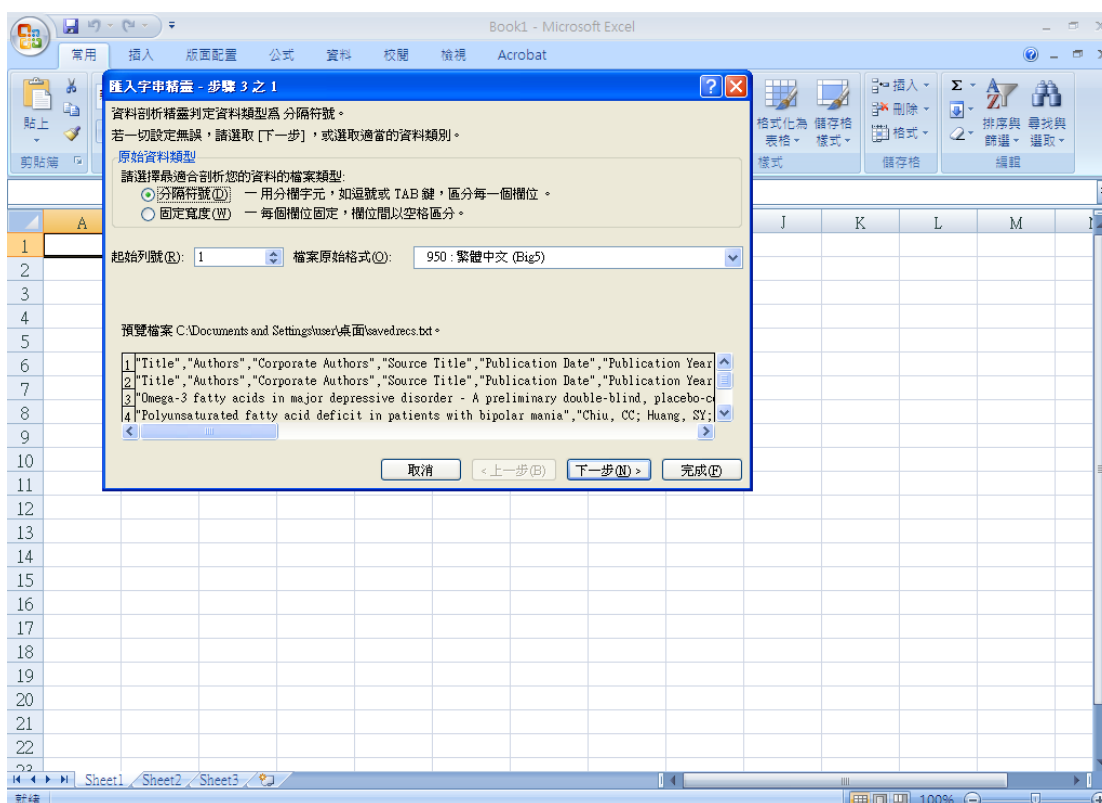 Book1 - Microsoft Excel
常用 插入 版面配置 公式 資料 校閱 檢視 Acrobat
貼上
剪貼簿
格式化為表格 儲存格樣式
樣式
插入
刪除
格式
儲存格
Σ
排序與篩選 尋找與選取
編輯
匯入字串精靈 - 步驟 3 之 1
資料剖析精靈判定資料類型為 分隔符號。
若一切設定無誤，請選取 [下一步]，或選取適當的資料類別。
原始資料類型
請選擇最適合剖析您的資料的檔案類型:
分隔符號(D) 一 用分欄字元，如逗號或 TAB 鍵，區分每一個欄位。
固定寬度(W) 一 每個欄位固定，欄位間以空格區分。
起始列號(R): 1 檔案原始格式(O): 950 : 繁體中文 (Big5)
預覽檔案 C:\Documents and Settings\user\桌面\savedrecs.txt。
1 "Title","Authors","Corporate Authors","Source Title","Publication Date","Publication Year
2 "Title","Authors","Corporate Authors","Source Title","Publication Date","Publication Year
3 "Omega-3 fatty acids in major depressive disorder - A preliminary double-blind, placebo-c
4 "Polyunsaturated fatty acid deficit in patients with bipolar mania","Chiu, CC; Huang, SY;
取消 <上一步(B) 下一步(N) > 完成(F)
A J K L M
1
2
3
4
5
6
7
8
9
10
11
12
13
14
15
16
17
18
19
20
21
22
23
Sheet1 Sheet2 Sheet3
就緒 100%